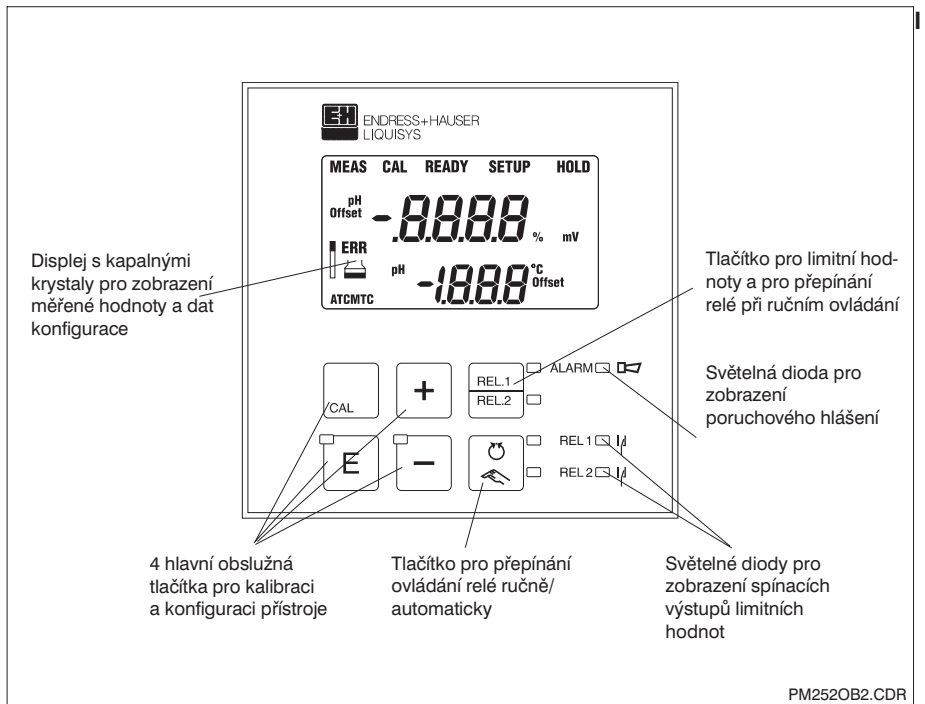 ENDRESS+HAUSER
LIQUISYS
MEAS CAL READY SETUP HOLD
pH
Offset -.8.8.8.8 % mV
ERR
pH -1.8.8.8 °C
Offset
ATC MTC
Displej s kapalnými
krystaly pro zobrazení
měřené hodnoty a dat
konfigurace
Tlačítko pro limitní hod-
noty a pro přepínání
relé při ručním ovládání
Světelná dioda pro
zobrazení
poruchového hlášení
CAL
+
REL.1
REL.2
ALARM
E
–
REL 1
REL 2
4 hlavní obslužná
tlačítka pro kalibraci
a konfiguraci přístroje
Tlačítko pro přepínání
ovládání relé ručně/
automaticky
Světelné diody pro
zobrazení spínacích
výstupů limitních
hodnot
PM252OB2.CDR